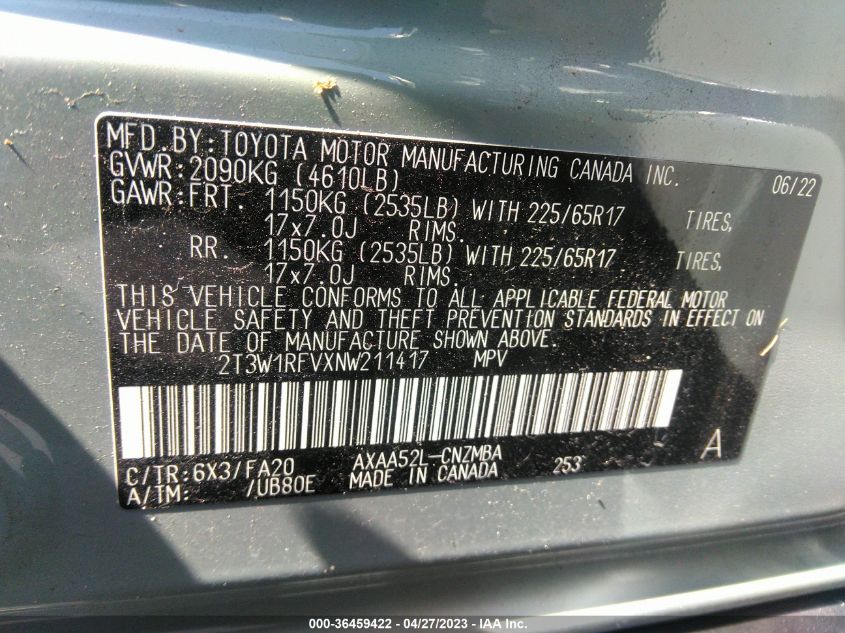 MFD.BY:TOYOTA MOTOR MANUFACTURING CANADA INC. 06/22
GVWR:2090KG (4610LB)
GAWR:FRT. 1150KG (2535LB) WITH 225/65R17 TIRES,
17x7.0J RIMS.
RR. 1150KG (2535LB) WITH 225/65R17 TIRES,
17x7.0J RIMS.
THIS VEHICLE CONFORMS TO ALL APPLICABLE FEDERAL MOTOR
VEHICLE SAFETY AND THEFT PREVENTION STANDARDS IN EFFECT ON
THE DATE OF MANUFACTURE SHOWN ABOVE.
2T3W1RFVXNW211417 MPV
A
C/TR:6X3/FA20 AXAA52L-CNZMBA 253
A/TM: /UB80E MADE IN CANADA
000-36459422 - 04/27/2023 - IAA Inc.